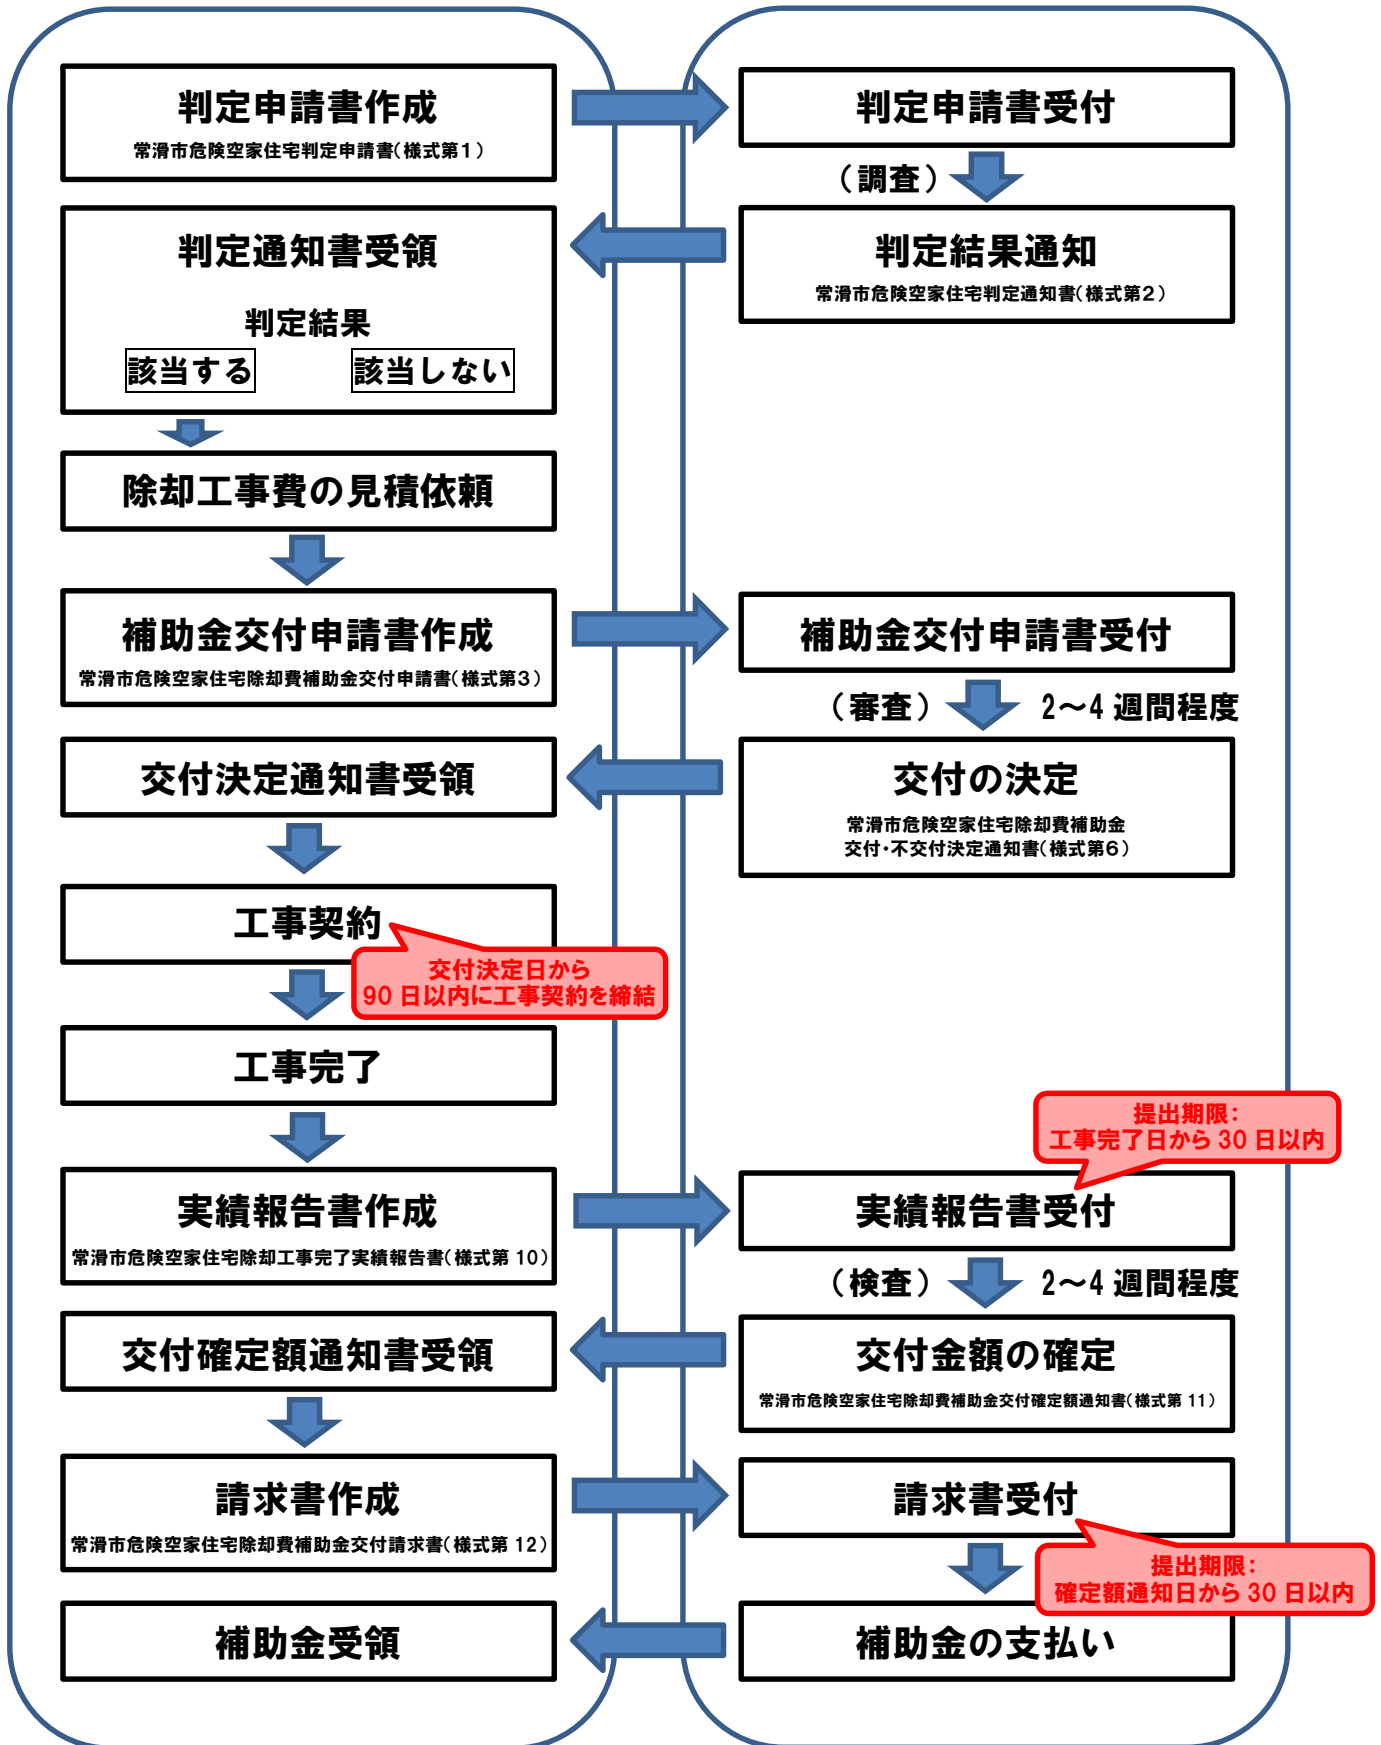 判定申請書作成
常滑市危険空家住宅判定申請書(様式第1)
判定申請書受付
(調査)
判定通知書受領
判定結果
該当する
該当しない
判定結果通知
常滑市危険空家住宅判定通知書(様式第2)
除却工事費の見積依頼
補助金交付申請書作成
常滑市危険空家住宅除却費補助金交付申請書(様式第3)
補助金交付申請書受付
(審査)
2～4 週間程度
交付決定通知書受領
交付の決定
常滑市危険空家住宅除却費補助金
交付・不交付決定通知書(様式第6)
工事契約
交付決定日から
90 日以内に工事契約を締結
工事完了
提出期限：
工事完了日から 30 日以内
実績報告書作成
常滑市危険空家住宅除却工事完了実績報告書(様式第 10)
実績報告書受付
(検査)
2～4 週間程度
交付確定額通知書受領
交付金額の確定
常滑市危険空家住宅除却費補助金交付確定額通知書(様式第 11)
請求書作成
常滑市危険空家住宅除却費補助金交付請求書(様式第 12)
請求書受付
提出期限：
確定額通知日から 30 日以内
補助金受領
補助金の支払い